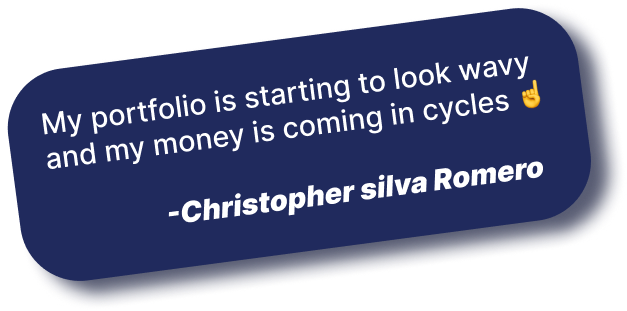 My portfolio is starting to look wavy
and my money is coming in cycles ☝️
-Christopher silva Romero